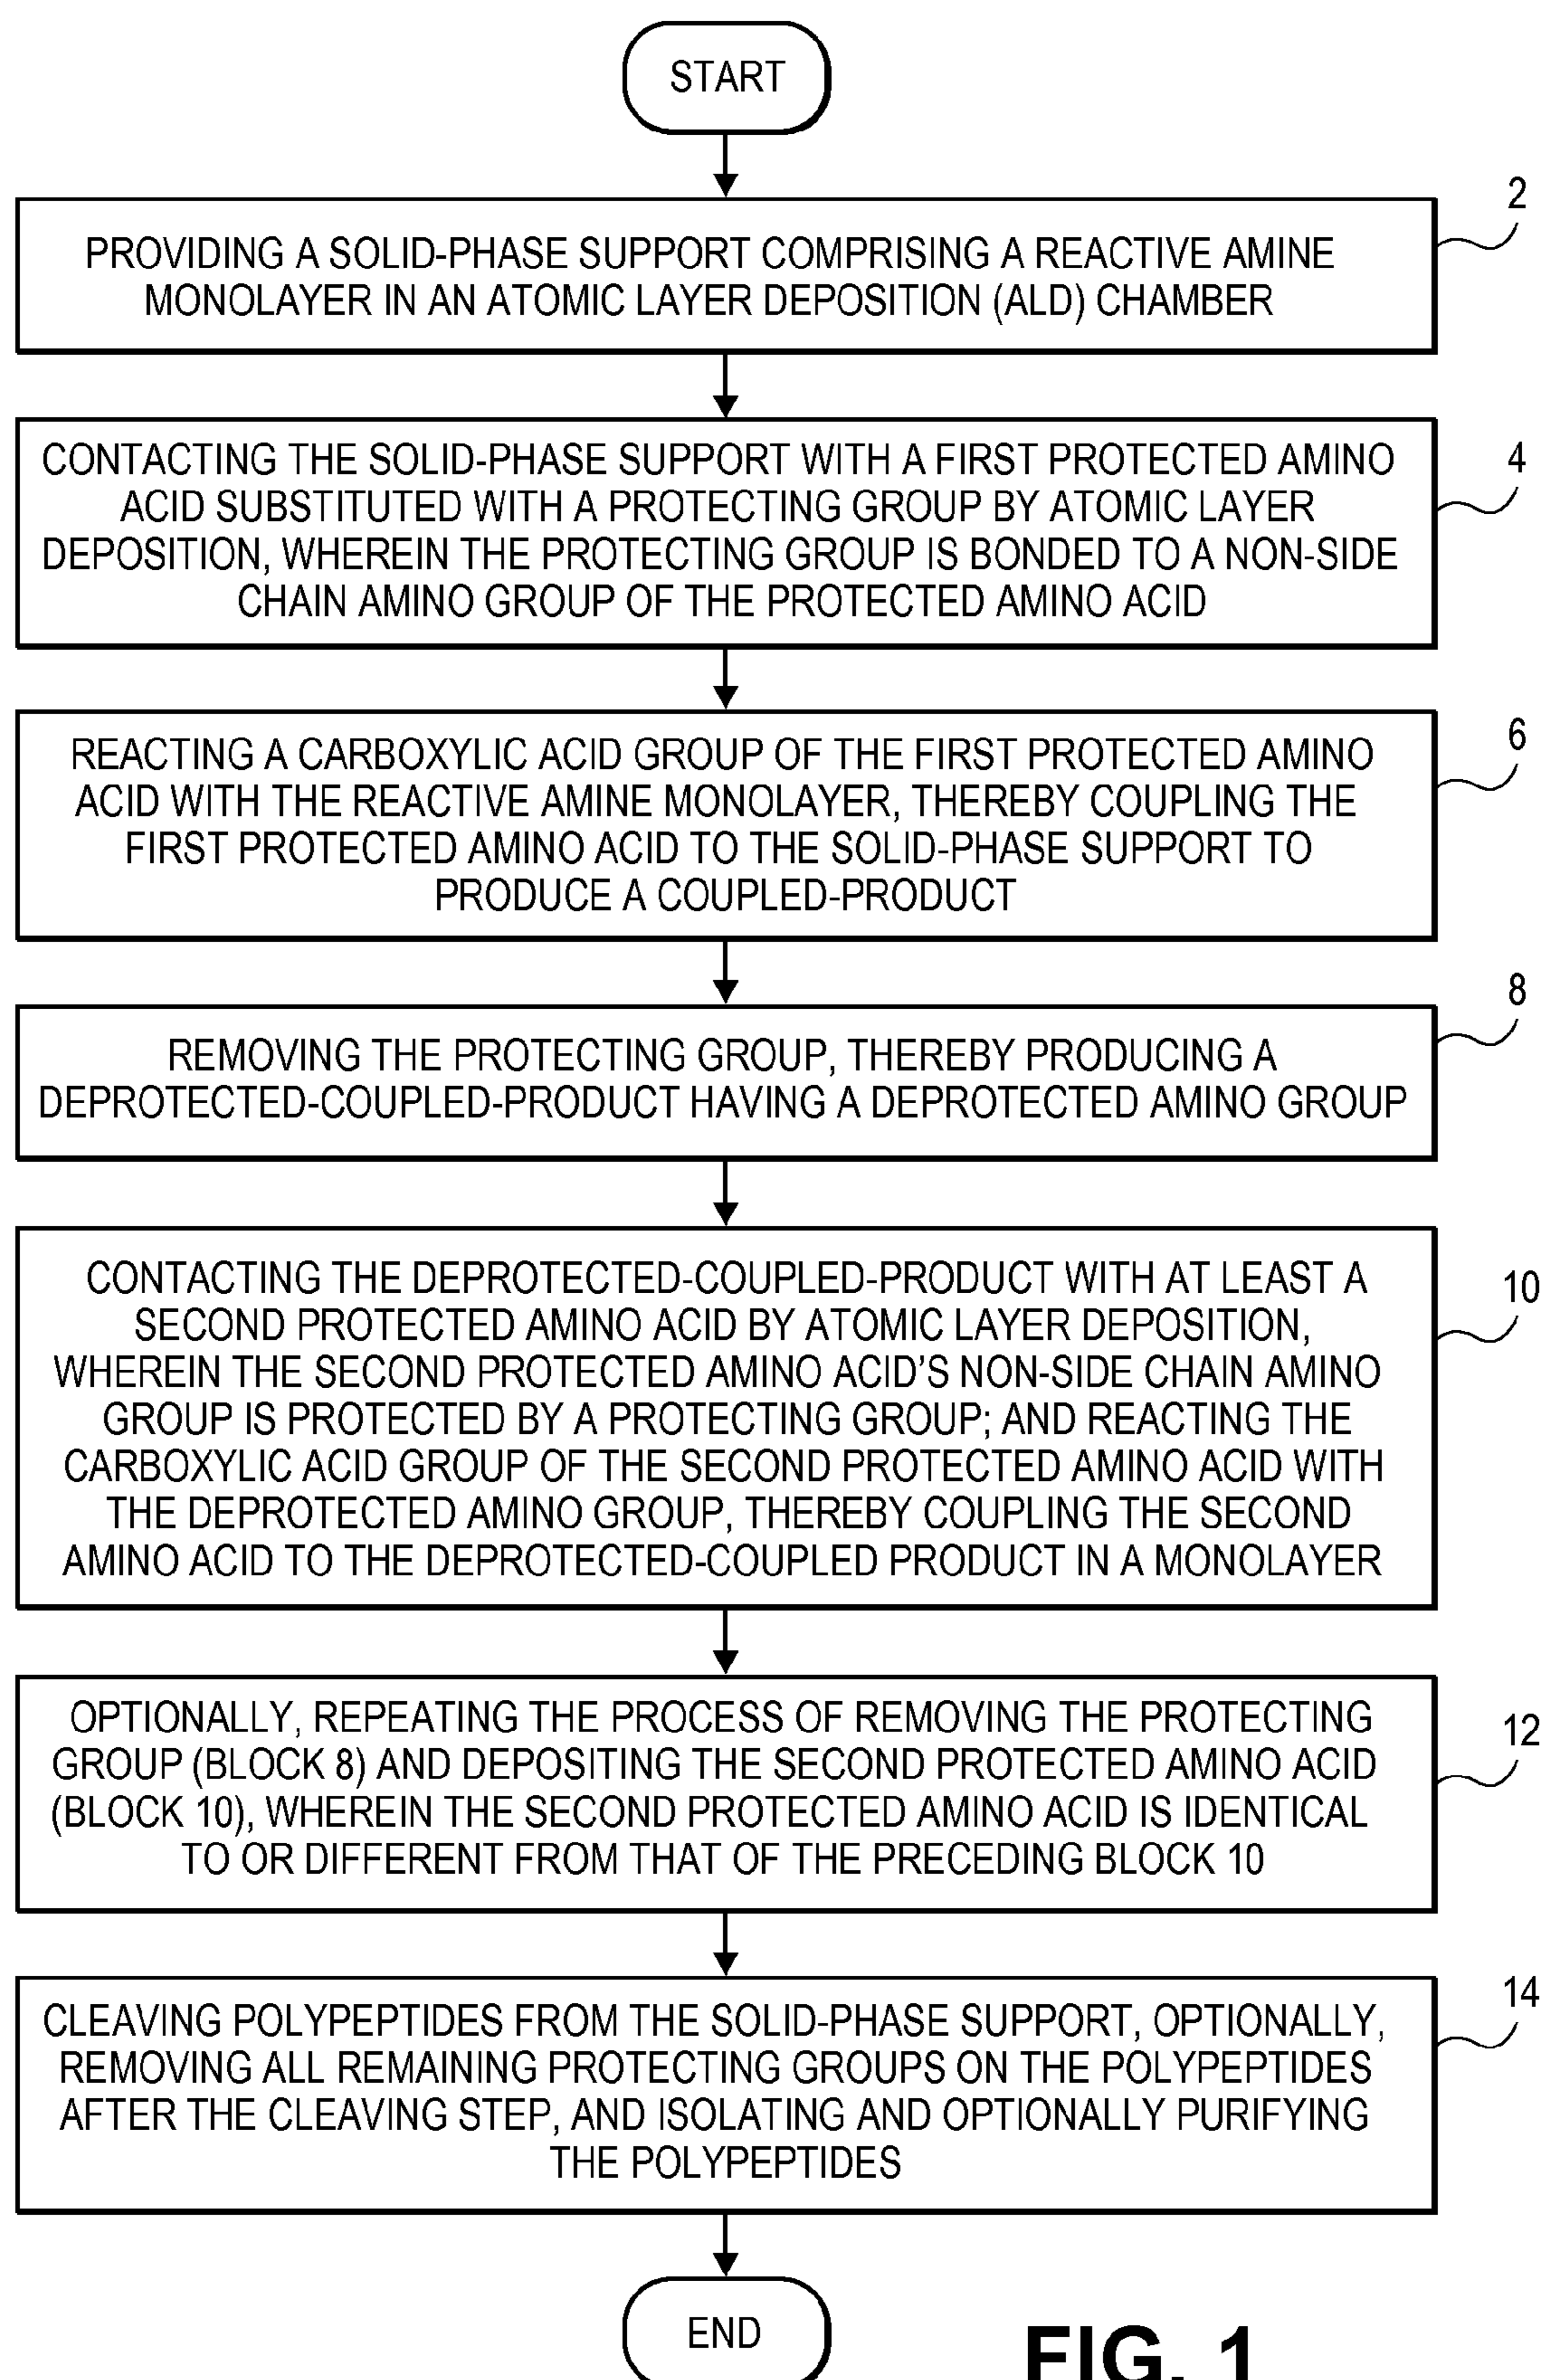 START
2
PROVIDING A SOLID-PHASE SUPPORT COMPRISING A REACTIVE AMINE
MONOLAYER IN AN ATOMIC LAYER DEPOSITION (ALD) CHAMBER
4
CONTACTING THE SOLID-PHASE SUPPORT WITH A FIRST PROTECTED AMINO
ACID SUBSTITUTED WITH A PROTECTING GROUP BY ATOMIC LAYER
DEPOSITION, WHEREIN THE PROTECTING GROUP IS BONDED TO A NON-SIDE
CHAIN AMINO GROUP OF THE PROTECTED AMINO ACID
6
REACTING A CARBOXYLIC ACID GROUP OF THE FIRST PROTECTED AMINO
ACID WITH THE REACTIVE AMINE MONOLAYER, THEREBY COUPLING THE
FIRST PROTECTED AMINO ACID TO THE SOLID-PHASE SUPPORT TO
PRODUCE A COUPLED-PRODUCT
8
REMOVING THE PROTECTING GROUP, THEREBY PRODUCING A
DEPROTECTED-COUPLED-PRODUCT HAVING A DEPROTECTED AMINO GROUP
10
CONTACTING THE DEPROTECTED-COUPLED-PRODUCT WITH AT LEAST A
SECOND PROTECTED AMINO ACID BY ATOMIC LAYER DEPOSITION,
WHEREIN THE SECOND PROTECTED AMINO ACID'S NON-SIDE CHAIN AMINO
GROUP IS PROTECTED BY A PROTECTING GROUP; AND REACTING THE
CARBOXYLIC ACID GROUP OF THE SECOND PROTECTED AMINO ACID WITH
THE DEPROTECTED AMINO GROUP, THEREBY COUPLING THE SECOND
AMINO ACID TO THE DEPROTECTED-COUPLED PRODUCT IN A MONOLAYER
12
OPTIONALLY, REPEATING THE PROCESS OF REMOVING THE PROTECTING
GROUP (BLOCK 8) AND DEPOSITING THE SECOND PROTECTED AMINO ACID
(BLOCK 10), WHEREIN THE SECOND PROTECTED AMINO ACID IS IDENTICAL
TO OR DIFFERENT FROM THAT OF THE PRECEDING BLOCK 10
14
CLEAVING POLYPEPTIDES FROM THE SOLID-PHASE SUPPORT, OPTIONALLY,
REMOVING ALL REMAINING PROTECTING GROUPS ON THE POLYPEPTIDES
AFTER THE CLEAVING STEP, AND ISOLATING AND OPTIONALLY PURIFYING
THE POLYPEPTIDES
END
FIG. 1